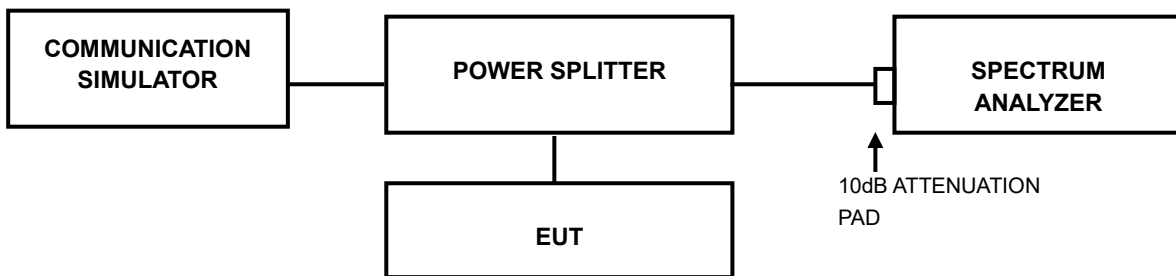 COMMUNICATION
SIMULATOR
POWER SPLITTER
SPECTRUM
ANALYZER
10dB ATTENUATION
PAD
EUT